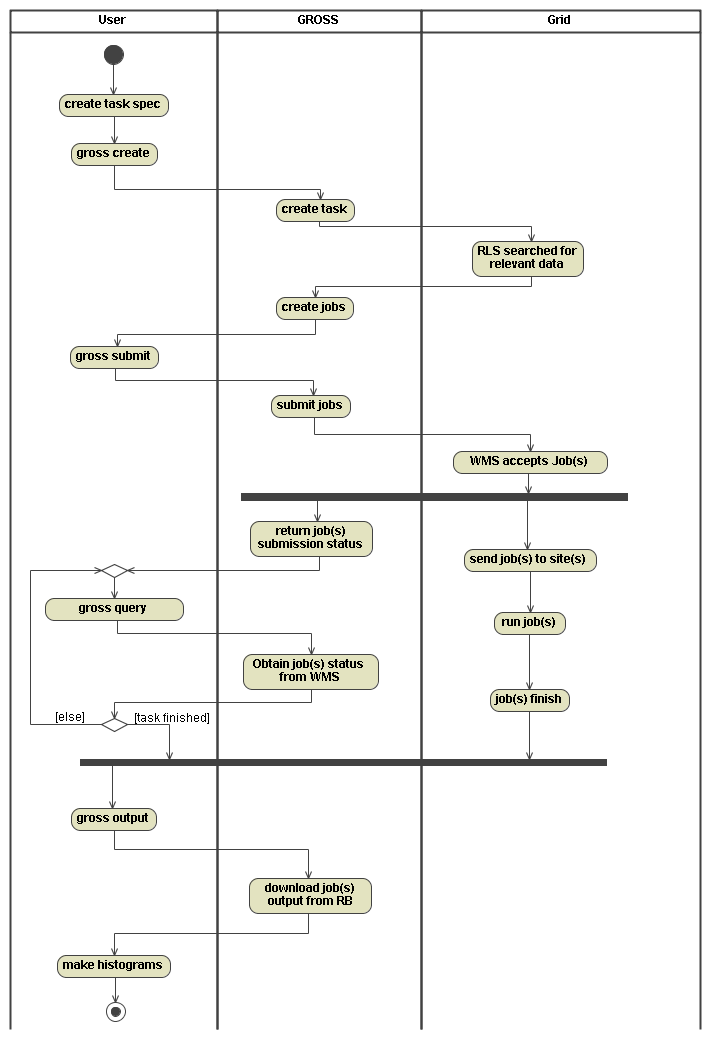 User
GROSS
Grid
create task spec
gross create
create task
RLS searched for
relevant data
create jobs
gross submit
submit jobs
WMS accepts Job(s)
return job(s)
submission status
send job(s) to site(s)
gross query
run job(s)
Obtain job(s) status
from WMS
job(s) finish
[else]
[task finished]
gross output
download job(s)
output from RB
make histograms